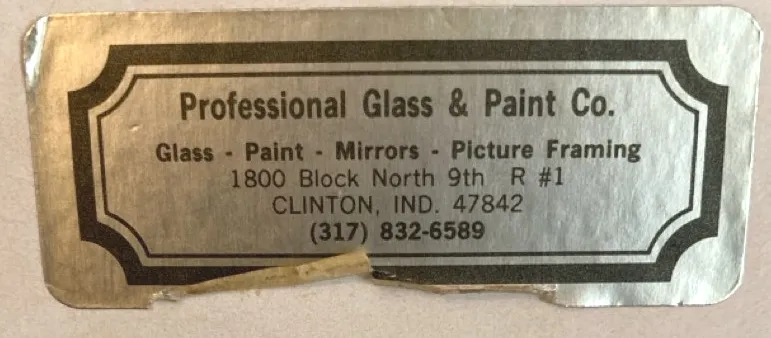 Professional Glass & Paint Co.
Glass - Paint - Mirrors - Picture Framing
1800 Block North 9th R #1
CLINTON, IND. 47842
(317) 832-6589